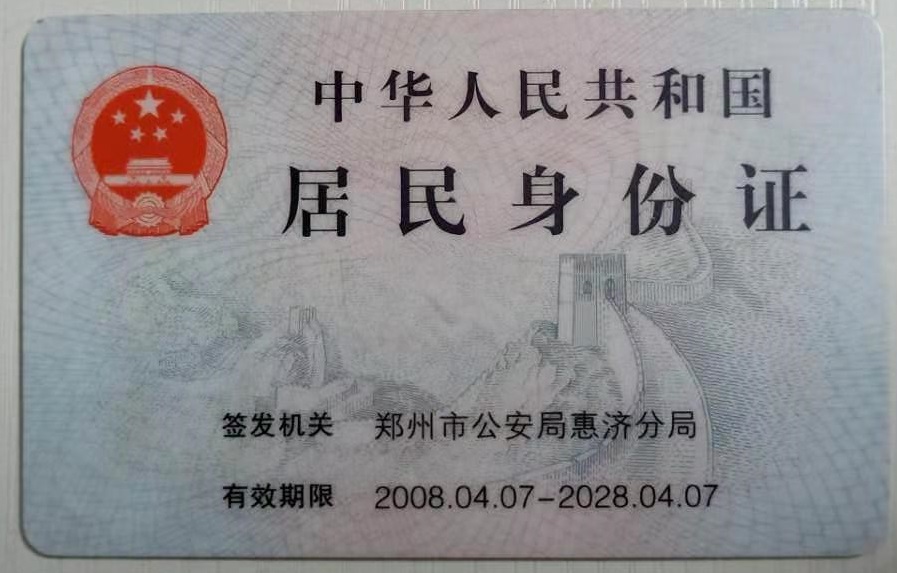 中华人民共和国
居民身份证
签发机关 郑州市公安局惠济分局
有效期限 2008.04.07-2028.04.07